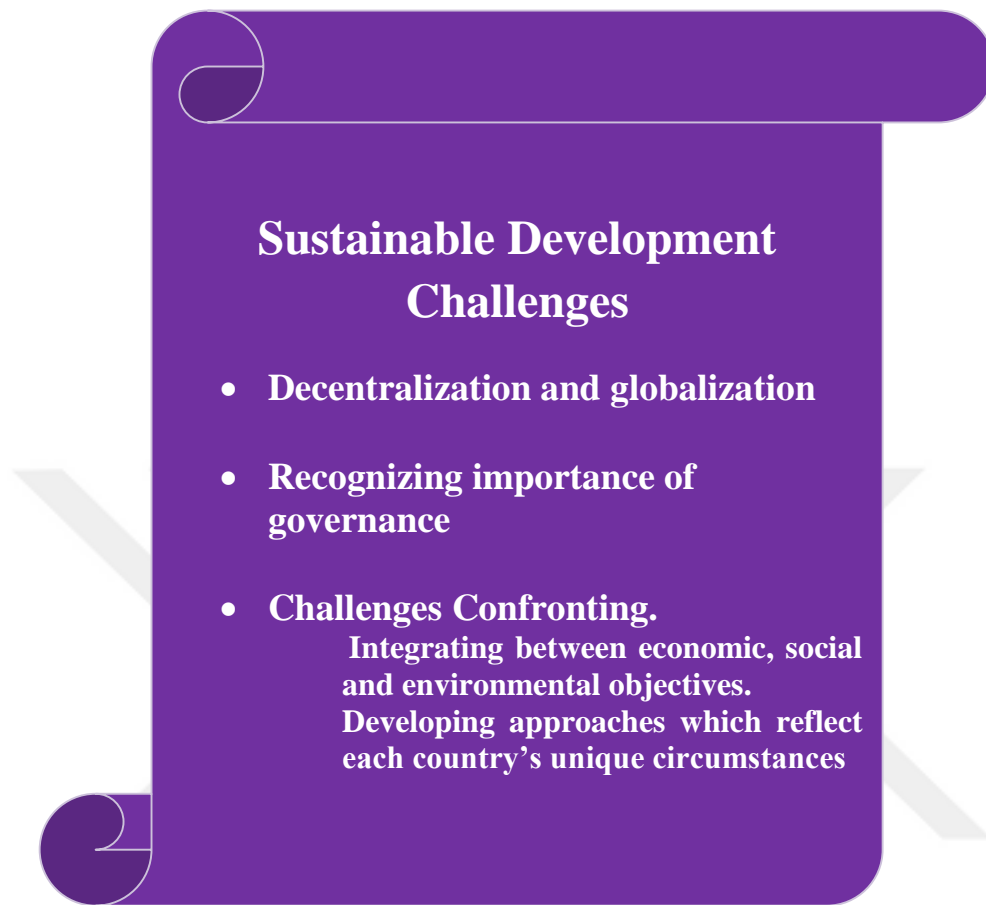 Sustainable Development
Challenges
• Decentralization and globalization
• Recognizing importance of
governance
• Challenges Confronting.
Integrating between economic, social
and environmental objectives.
Developing approaches which reflect
each country’s unique circumstances